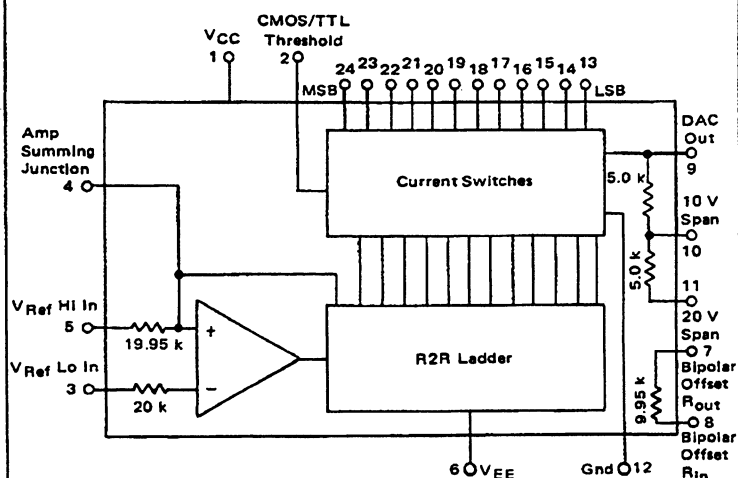 VCC
1
CMOS/TTL
Threshold
2
MSB
24 23 22 21 20 19 18 17 16 15 14 13
LSB
Amp
Summing
Junction
4
Current Switches
DAC
Out
9
5.0 k
10 V
Span
10
5.0 k
11
20 V
Span
VRef Hi In
5
19.95 k
+
VRef Lo In
3
20 k
−
R2R Ladder
7
Bipolar
Offset
Rout
9.95 k
8
Bipolar
Offset
Rin
6 VEE
Gnd 12